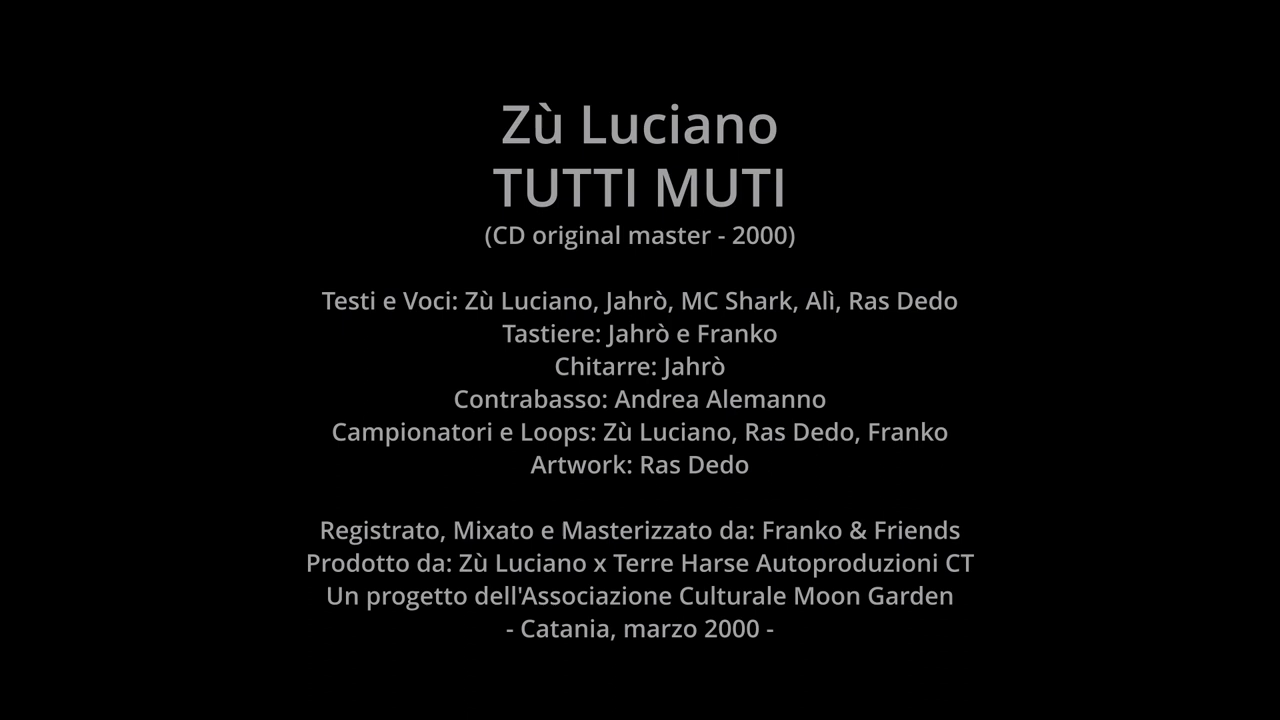 Zù Luciano
TUTTI MUTI
(CD original master - 2000)
Testi e Voci: Zù Luciano, Jahrò, MC Shark, Alì, Ras Dedo
Tastiere: Jahrò e Franko
Chitarre: Jahrò
Contrabasso: Andrea Alemanno
Campionatori e Loops: Zù Luciano, Ras Dedo, Franko
Artwork: Ras Dedo
Registrato, Mixato e Masterizzato da: Franko & Friends
Prodotto da: Zù Luciano x Terre Harse Autoproduzioni CT
Un progetto dell'Associazione Culturale Moon Garden
- Catania, marzo 2000 -